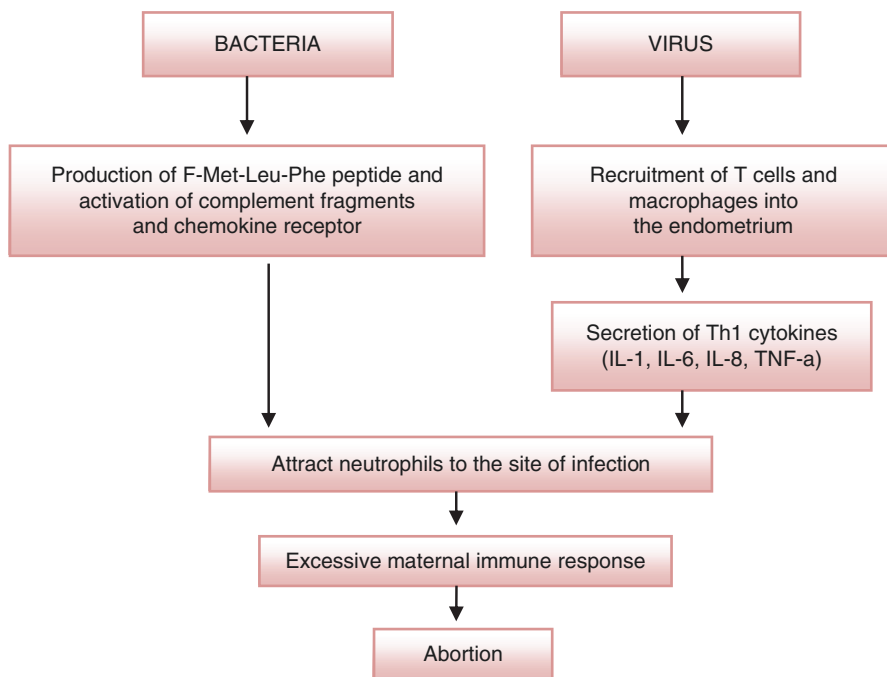 BACTERIA
VIRUS
Production of F-Met-Leu-Phe peptide and
activation of complement fragments
and chemokine receptor
Recruitment of T cells and
macrophages into
the endometrium
Secretion of Th1 cytokines
(IL-1, IL-6, IL-8, TNF-a)
Attract neutrophils to the site of infection
Excessive maternal immune response
Abortion